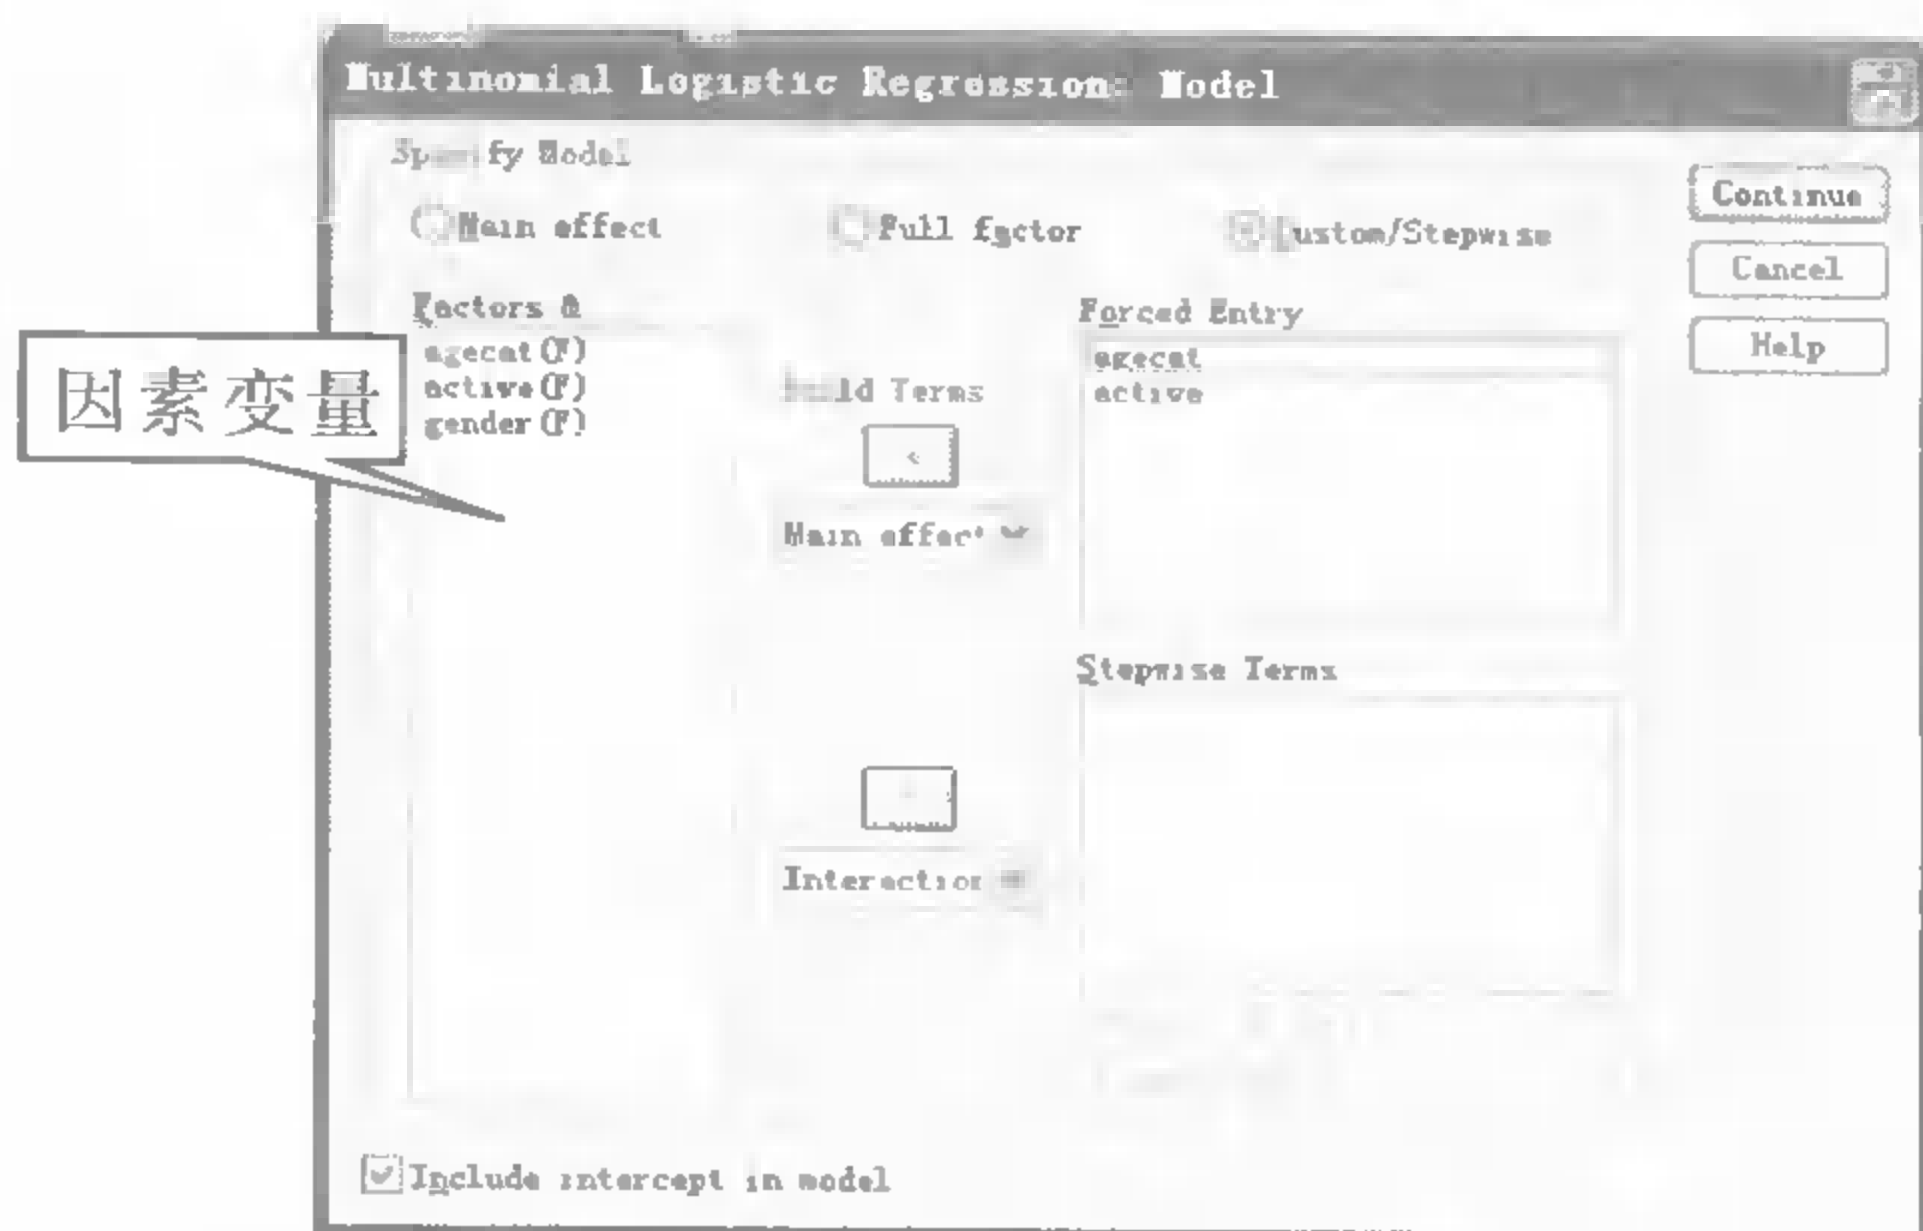 Multinomial Logistic Regression: Model
Specify Model
Main effect
Full factor
Custom/Stepwise
Continue
Cancel
Help
Factors &
agecat(F)
active(F)
gender(F)
因素变量
Build Terms
Main effect
Interaction
Forced Entry
agecat
active
Stepwise Terms
Include intercept in model